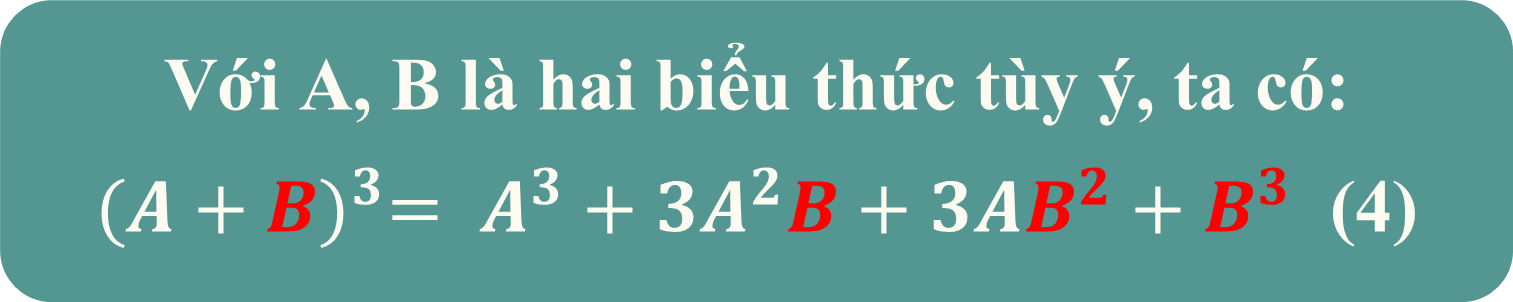 Với A, B là hai biểu thức tùy ý, ta có:
(A + B)³ = A³ + 3A²B + 3AB² + B³ (4)